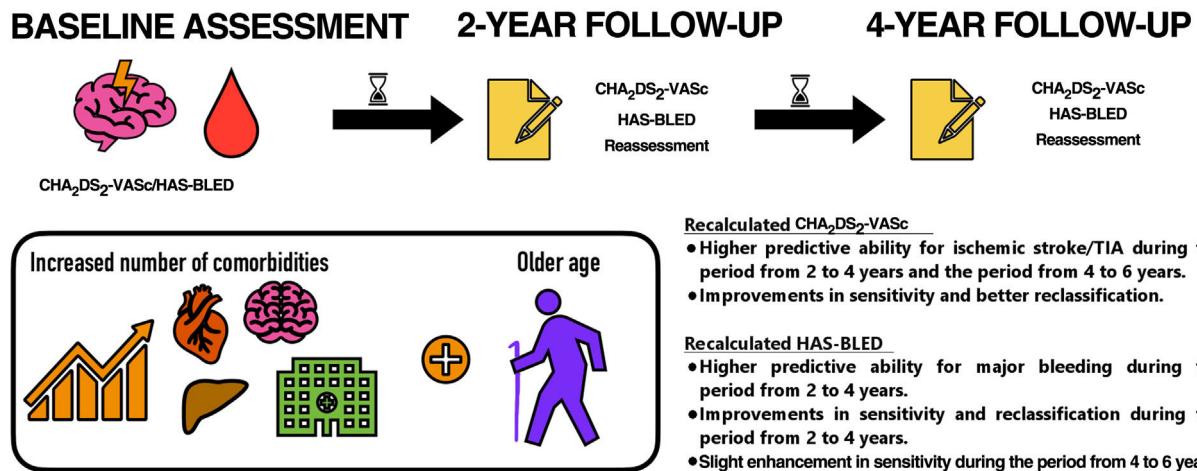 BASELINE ASSESSMENT
2-YEAR FOLLOW-UP
4-YEAR FOLLOW-UP
CHA₂DS₂-VASc/HAS-BLED
CHA₂DS₂-VASc
HAS-BLED
Reassessment
CHA₂DS₂-VASc
HAS-BLED
Reassessment
Increased number of comorbidities
Older age
Recalculated CHA₂DS₂-VASc
●Higher predictive ability for ischemic stroke/TIA during
period from 2 to 4 years and the period from 4 to 6 years.
●Improvements in sensitivity and better reclassification.
Recalculated HAS-BLED
●Higher predictive ability for major bleeding during
period from 2 to 4 years.
●Improvements in sensitivity and reclassification during
period from 2 to 4 years.
●Slight enhancement in sensitivity during the period from 4 to 6